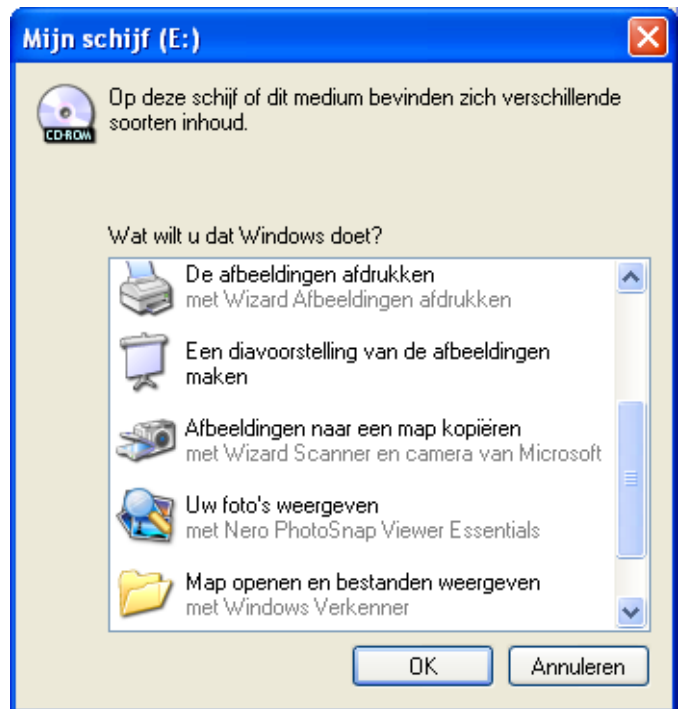 Mijn schijf (E:)
CD-ROM
Op deze schijf of dit medium bevinden zich verschillende
soorten inhoud.
Wat wilt u dat Windows doet?
De afbeeldingen afdrukken
met Wizard Afbeeldingen afdrukken
Een diavoorstelling van de afbeeldingen
maken
Afbeeldingen naar een map kopiëren
met Wizard Scanner en camera van Microsoft
Uw foto's weergeven
met Nero PhotoSnap Viewer Essentials
Map openen en bestanden weergeven
met Windows Verkenner
OK
Annuleren